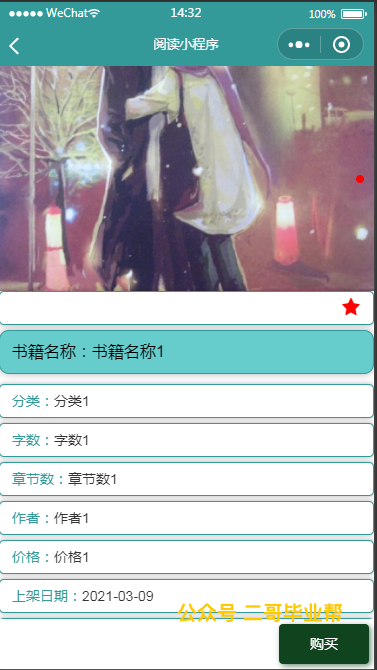 WeChat 14:32 100%
阅读小程序
书籍名称：书籍名称1
分类：分类1
字数：字数1
章节数：章节数1
作者：作者1
价格：价格1
上架日期：2021-03-09
公众号 二哥毕业帮
购买